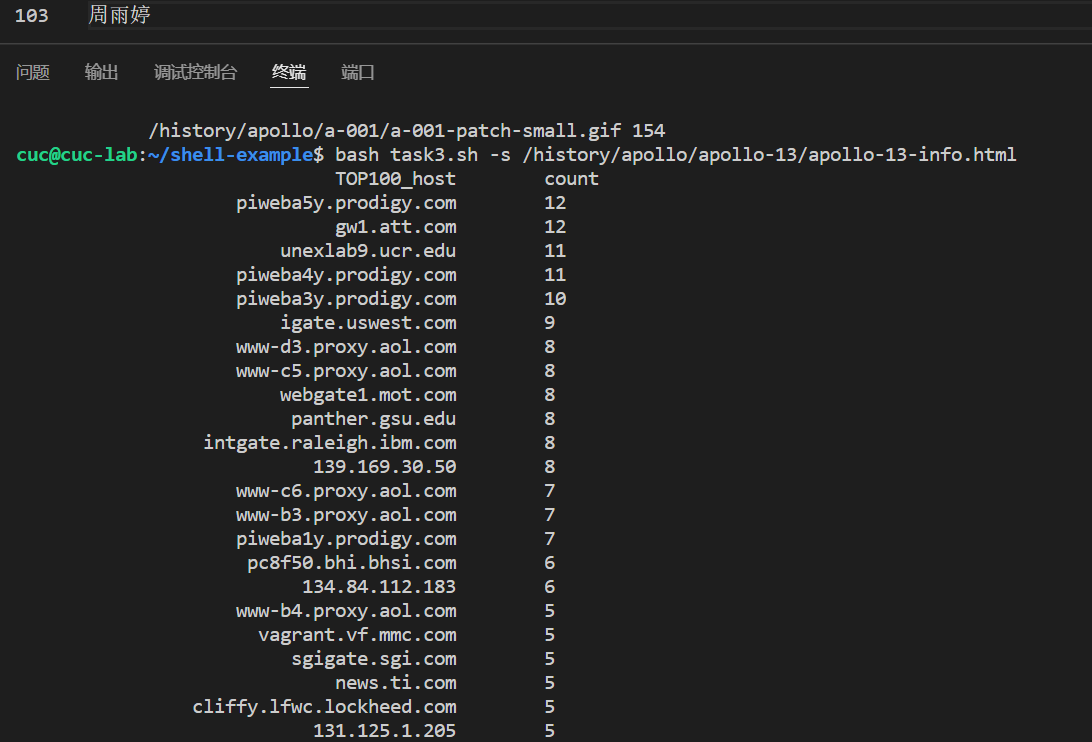 103 周雨婷
问题 输出 调试控制台 终端 端口
/history/apollo/a-001/a-001-patch-small.gif 154
cuc@cuc-lab:~/shell-example$ bash task3.sh -s /history/apollo/apollo-13/apollo-13-info.html
TOP100_host count
piweba5y.prodigy.com 12
gw1.att.com 12
unexlab9.ucr.edu 11
piweba4y.prodigy.com 11
piweba3y.prodigy.com 10
igate.uswest.com 9
www-d3.proxy.aol.com 8
www-c5.proxy.aol.com 8
webgate1.mot.com 8
panther.gsu.edu 8
intgate.raleigh.ibm.com 8
139.169.30.50 8
www-c6.proxy.aol.com 7
www-b3.proxy.aol.com 7
piweba1y.prodigy.com 7
pc8f50.bhi.bhsi.com 6
134.84.112.183 6
www-b4.proxy.aol.com 5
vagrant.vf.mmc.com 5
sgigate.sgi.com 5
news.ti.com 5
cliffy.lfwc.lockheed.com 5
131.125.1.205 5